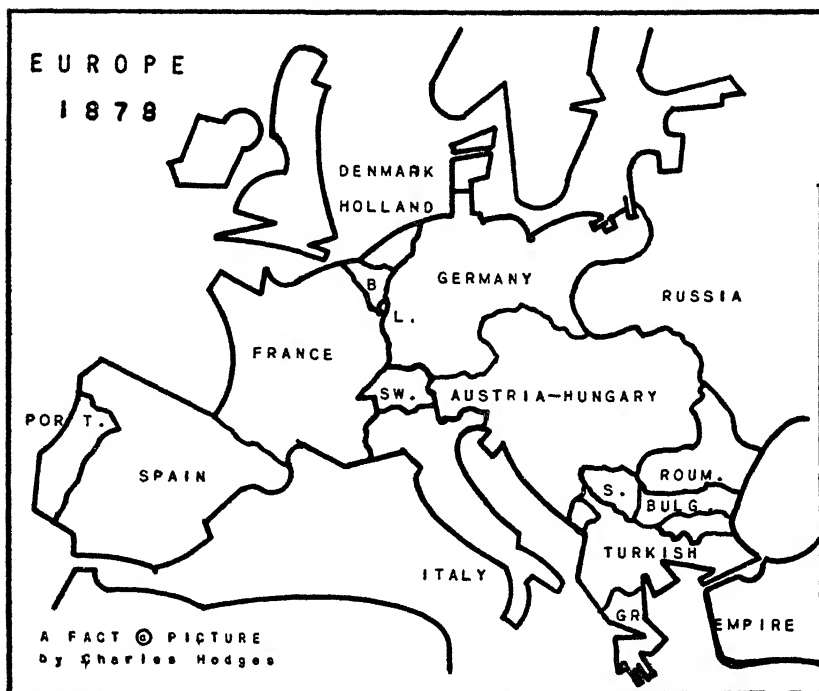 EUROPE
1878
DENMARK
HOLLAND
B
GERMANY
L.
RUSSIA
FRANCE
SW.
AUSTRIA-HUNGARY
PORT.
SPAIN
ROUM.
S.
BULG.
TURKISH
ITALY
GR
EMPIRE
A FACT @ PICTURE
by Charles Hodges